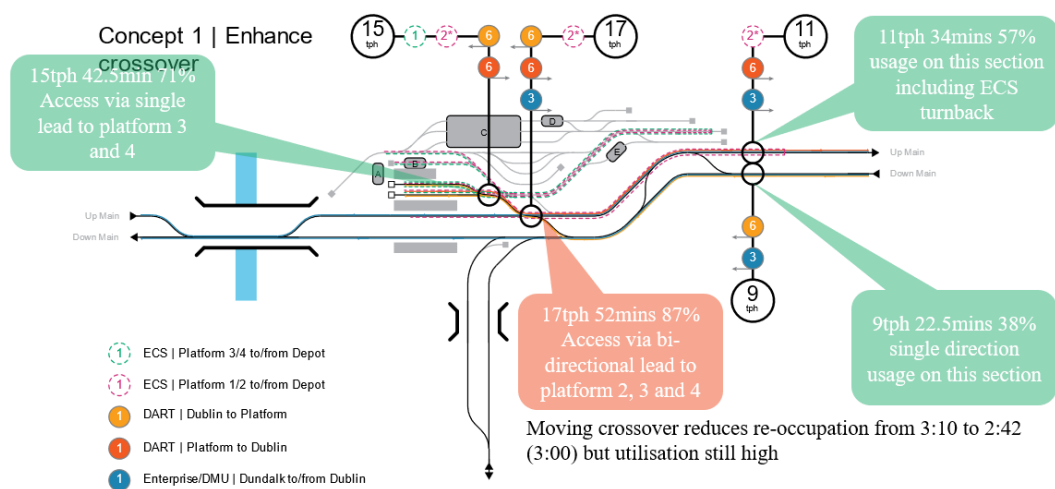 Concept 1 | Enhance
crossover
15
tph
1
2*
6
6
6
2*
17
tph
6
3
2*
11
tph
6
3
15tph 42.5min 71%
Access via single
lead to platform 3
and 4
11tph 34mins 57%
usage on this section
including ECS
turnback
A
B
C
D
E
Up Main
Down Main
Up Main
Down Main
6
3
9
tph
17tph 52mins 87%
Access via bi-
directional lead to
platform 2, 3 and 4
9tph 22.5mins 38%
single direction
usage on this section
1 ECS | Platform 3/4 to/from Depot
1 ECS | Platform 1/2 to/from Depot
1 DART | Dublin to Platform
1 DART | Platform to Dublin
1 Enterprise/DMU | Dundalk to/from Dublin
Moving crossover reduces re-occupation from 3:10 to 2:42
(3:00) but utilisation still high